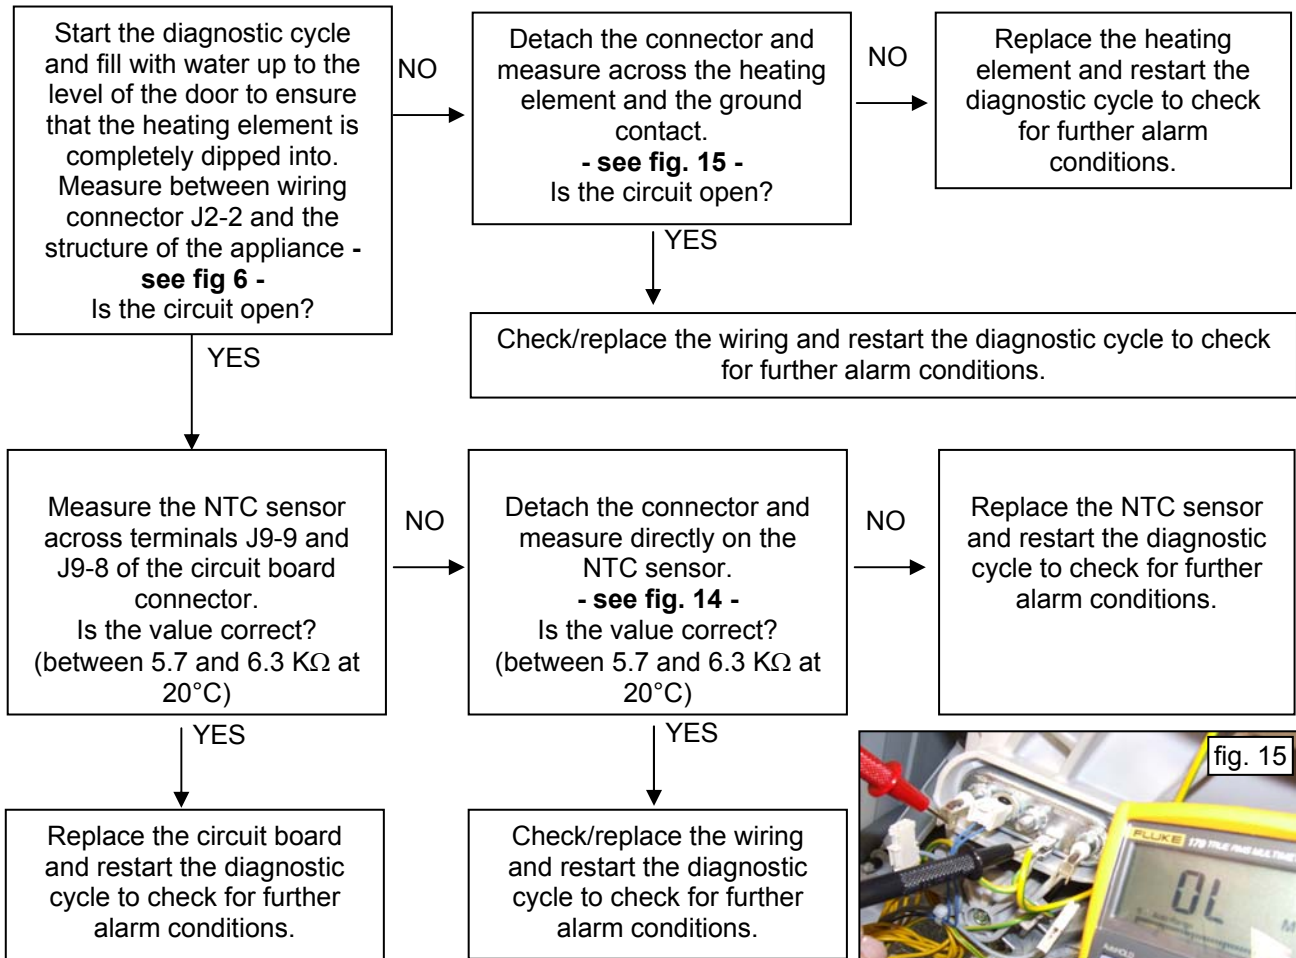 Start the diagnostic cycle
and fill with water up to the
level of the door to ensure
that the heating element is
completely dipped into.
Measure between wiring
connector J2-2 and the
structure of the appliance -
see fig 6 -
Is the circuit open?
NO
Detach the connector and
measure across the heating
element and the ground
contact.
- see fig. 15 -
Is the circuit open?
NO
Replace the heating
element and restart the
diagnostic cycle to check
for further alarm
conditions.
YES
Check/replace the wiring and restart the diagnostic cycle to check
for further alarm conditions.
YES
Measure the NTC sensor
across terminals J9-9 and
J9-8 of the circuit board
connector.
Is the value correct?
(between 5.7 and 6.3 KΩ at
20°C)
NO
Detach the connector and
measure directly on the
NTC sensor.
- see fig. 14 -
Is the value correct?
(between 5.7 and 6.3 KΩ at
20°C)
NO
Replace the NTC sensor
and restart the diagnostic
cycle to check for further
alarm conditions.
YES
Replace the circuit board
and restart the diagnostic
cycle to check for further
alarm conditions.
YES
Check/replace the wiring
and restart the diagnostic
cycle to check for further
alarm conditions.
fig. 15
FLUKE 179 TRUE RMS MULTIMET
OL
M